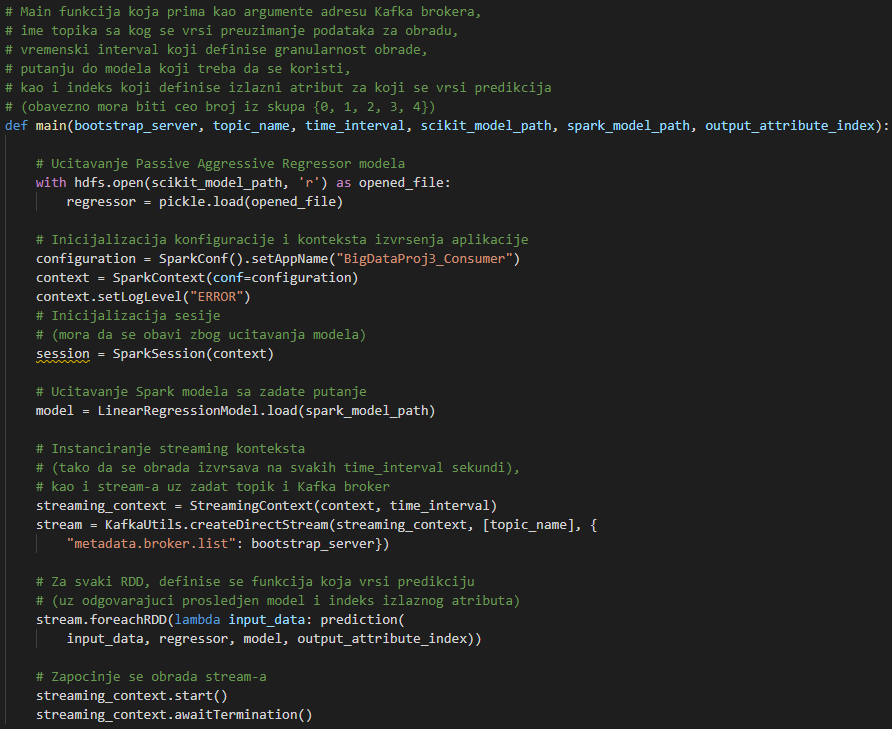 # Main funkcija koja prima kao argumente adresu Kafka brokera,
# ime topika sa kog se vrsi preuzimanje podataka za obradu,
# vremenski interval koji definise granularnost obrade,
# putanju do modela koji treba da se koristi,
# kao i indeks koji definise izlazni atribut za koji se vrsi predikcija
# (obavezno mora biti ceo broj iz skupa {0, 1, 2, 3, 4})
def main(bootstrap_server, topic_name, time_interval, scikit_model_path, spark_model_path, output_attribute_index):

    # Ucitavanje Passive Aggressive Regressor modela
    with hdfs.open(scikit_model_path, 'r') as opened_file:
        regressor = pickle.load(opened_file)

    # Inicijalizacija konfiguracije i konteksta izvrsenja aplikacije
    configuration = SparkConf().setAppName("BigDataProj3_Consumer")
    context = SparkContext(conf=configuration)
    context.setLogLevel("ERROR")
    # Inicijalizacija sesije
    # (mora da se obavi zbog ucitavanja modela)
    session = SparkSession(context)

    # Ucitavanje Spark modela sa zadate putanje
    model = LinearRegressionModel.load(spark_model_path)

    # Instanciranje streaming konteksta
    # (tako da se obrada izvrsava na svakih time_interval sekundi),
    # kao i stream-a uz zadat topik i Kafka broker
    streaming_context = StreamingContext(context, time_interval)
    stream = KafkaUtils.createDirectStream(streaming_context, [topic_name], {
        "metadata.broker.list": bootstrap_server})

    # Za svaki RDD, definise se funkcija koja vrsi predikciju
    # (uz odgovarajuci prosledjen model i indeks izlaznog atributa)
    stream.foreachRDD(lambda input_data: prediction(
        input_data, regressor, model, output_attribute_index))

    # Zapocinje se obrada stream-a
    streaming_context.start()
    streaming_context.awaitTermination()